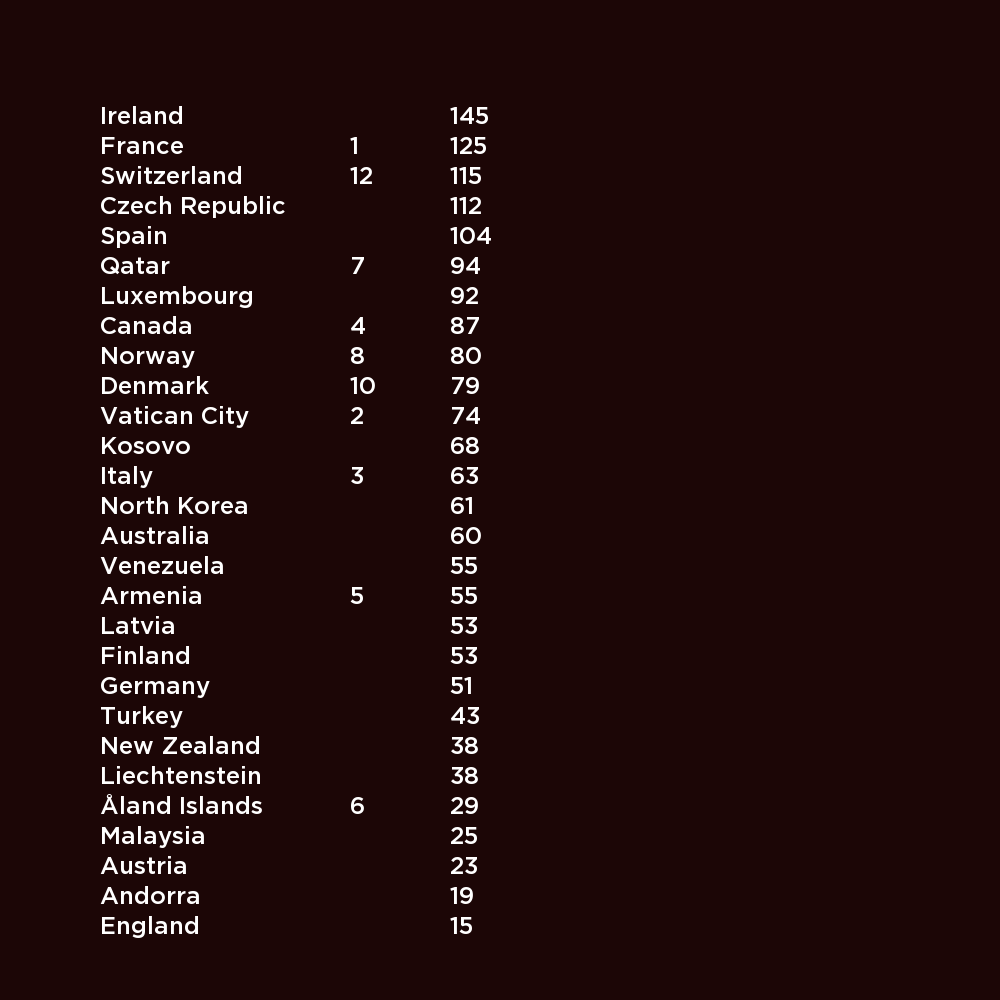 Ireland 145
France 1 125
Switzerland 12 115
Czech Republic 112
Spain 104
Qatar 7 94
Luxembourg 92
Canada 4 87
Norway 8 80
Denmark 10 79
Vatican City 2 74
Kosovo 68
Italy 3 63
North Korea 61
Australia 60
Venezuela 55
Armenia 5 55
Latvia 53
Finland 53
Germany 51
Turkey 43
New Zealand 38
Liechtenstein 38
Åland Islands 6 29
Malaysia 25
Austria 23
Andorra 19
England 15